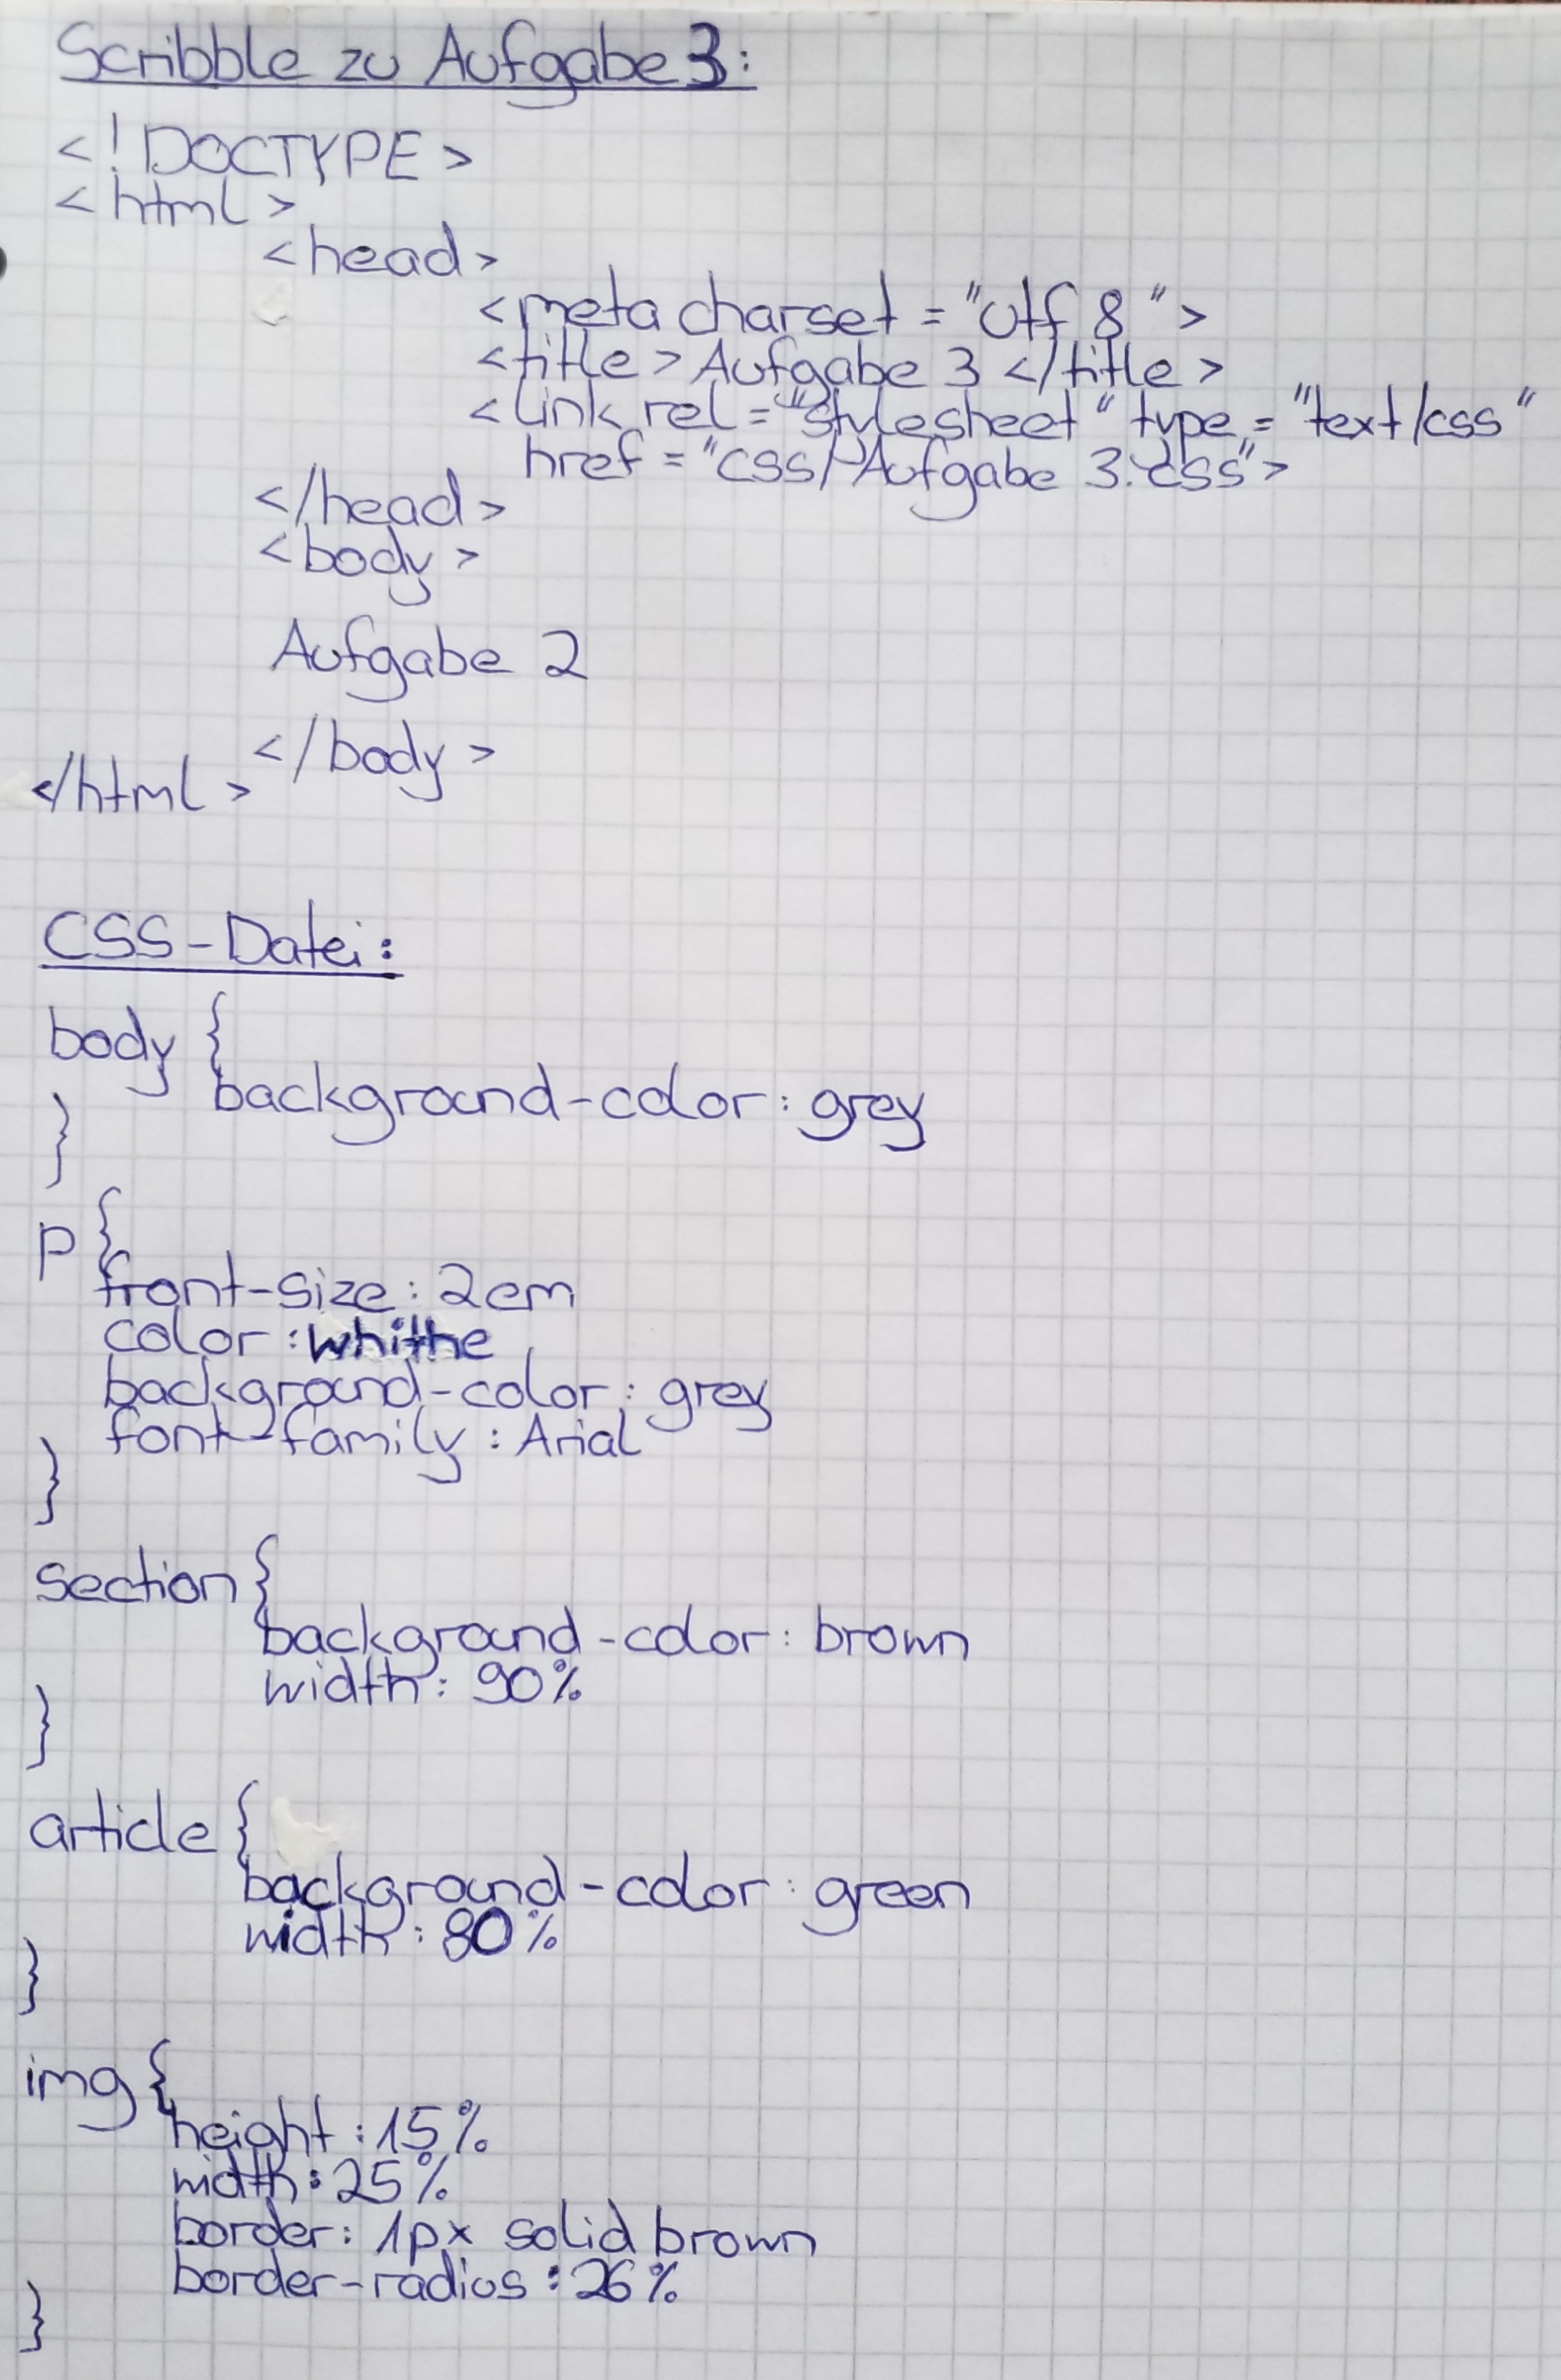 Scribble zu Aufgabe 3:
<!DOCTYPE>
<html>
<head>
<meta charset = "utf 8 ">
<title> Aufgabe 3 </title>
<link rel = "stylesheet" type = "text/css"
href = "css/Aufgabe 3.css">
</head>
<body>
Aufgabe 2
</body>
</html>
CSS-Datei:
body {
background-color: grey
}
p {
front-size: 2em
color: whithe
background-color: grey
font-family: Arial
}
section {
background-color: brown
width: 90%
}
article {
background-color: green
width: 80%
}
img {
height: 15%
width: 25%
border: 1px solid brown
border-radius: 26%
}